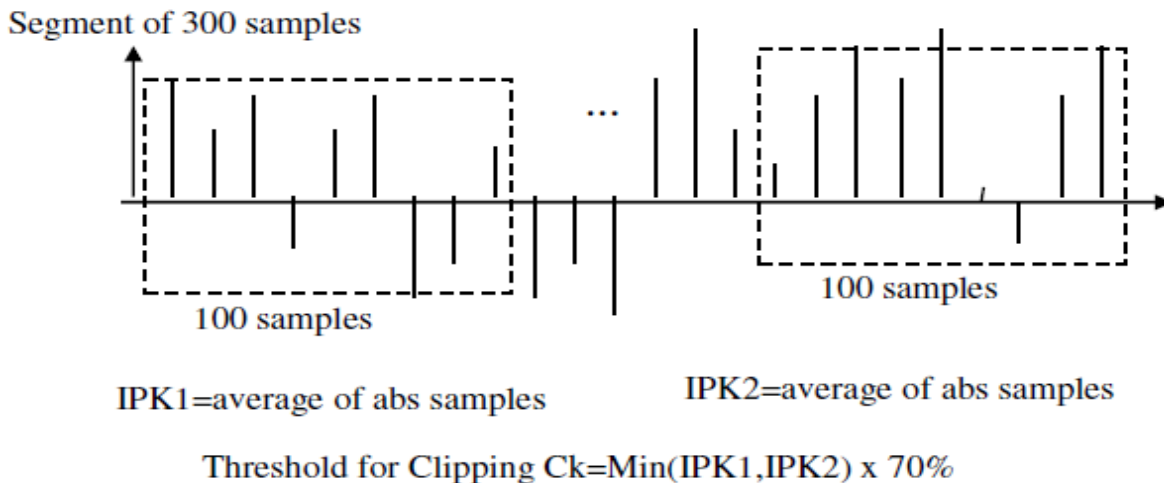 Segment of 300 samples
...
100 samples
100 samples
IPK1=average of abs samples
IPK2=average of abs samples
Threshold for Clipping Ck=Min(IPK1,IPK2) x 70%